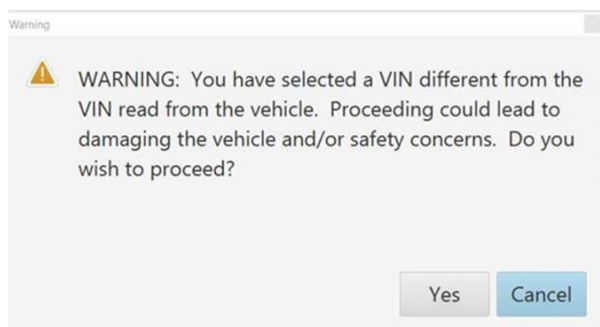 Warning
WARNING: You have selected a VIN different from the
VIN read from the vehicle. Proceeding could lead to
damaging the vehicle and/or safety concerns. Do you
wish to proceed?
Yes
Cancel